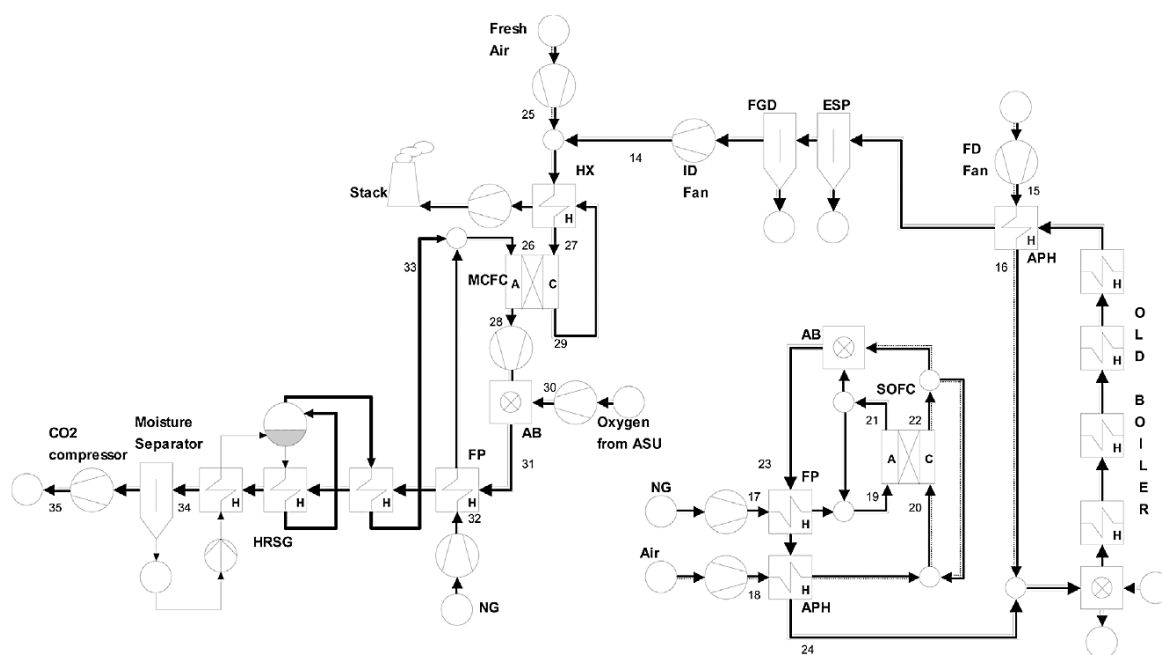 Fresh
Air
25
FGD
ESP
14
ID
Fan
FD
Fan
15
HX
Stack
H
H
APH
16
33
26
27
MCFC
A
C
28
29
H
H
H
H
O
L
D
B
O
I
L
E
R
AB
SOFC
21
22
A
C
23
FP
19
20
NG
17
H
Air
18
H
APH
24
30
Oxygen
from ASU
AB
31
Moisture
Separator
CO2
compressor
FP
35
34
H
H
H
H
32
HRSG
NG